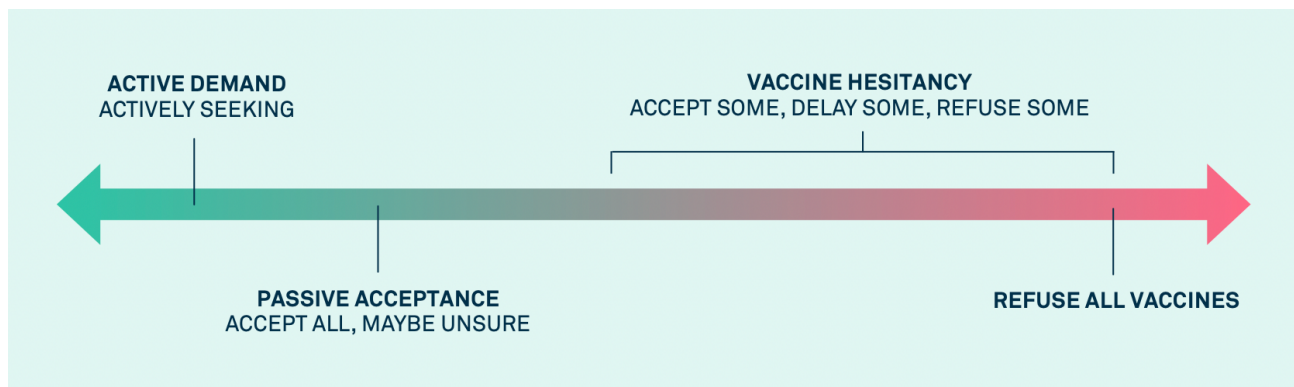 ACTIVE DEMAND
ACTIVELY SEEKING
VACCINE HESITANCY
ACCEPT SOME, DELAY SOME, REFUSE SOME
PASSIVE ACCEPTANCE
ACCEPT ALL, MAYBE UNSURE
REFUSE ALL VACCINES